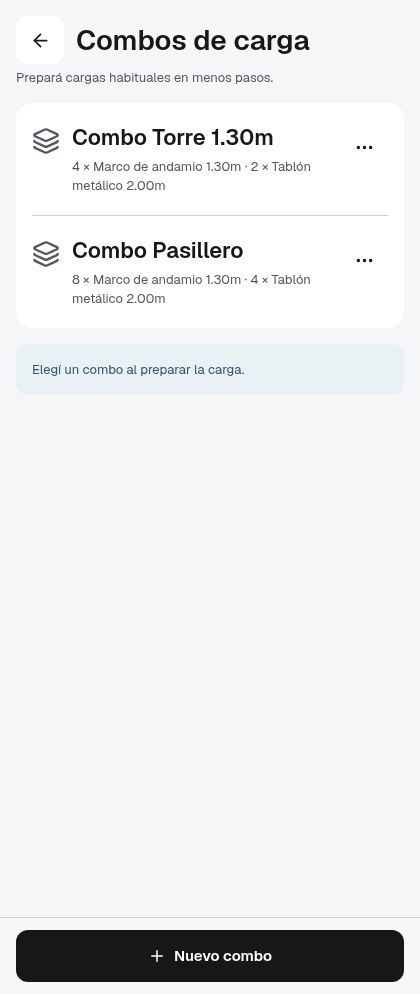 Combos de carga
Prepará cargas habituales en menos pasos.
Combo Torre 1.30m
4 × Marco de andamio 1.30m · 2 × Tablón
metálico 2.00m
Combo Pasillero
8 × Marco de andamio 1.30m · 4 × Tablón
metálico 2.00m
Elegí un combo al preparar la carga.
Nuevo combo